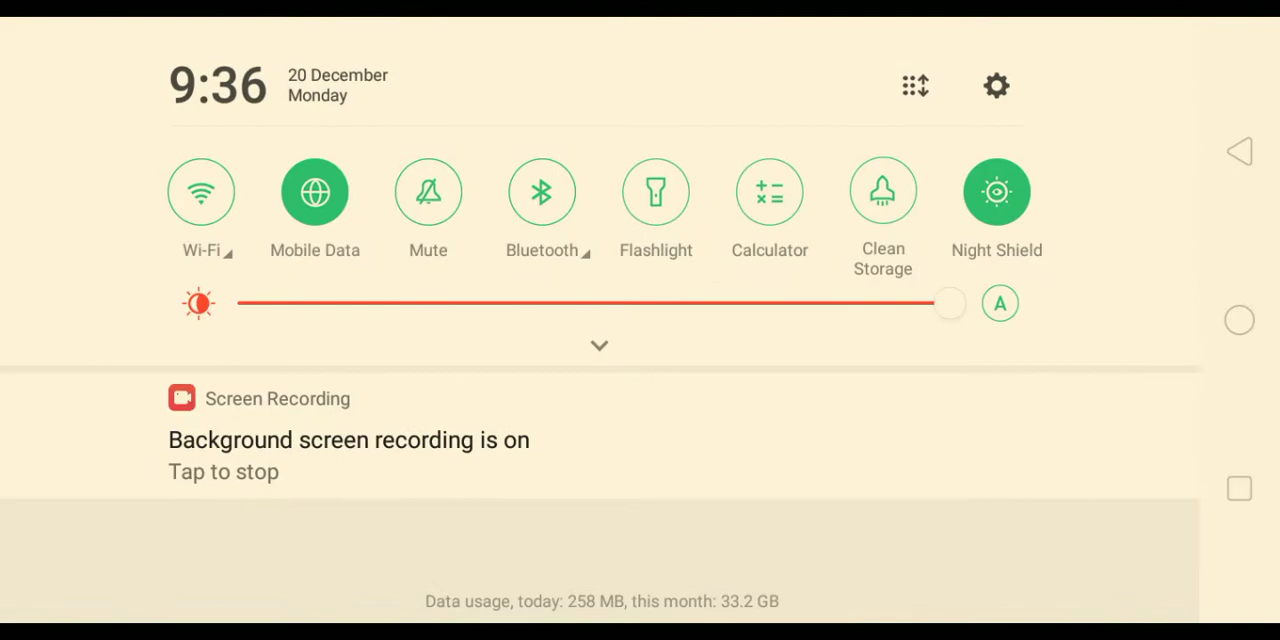 9:36
20 December
Monday
Wi-Fi
Mobile Data
Mute
Bluetooth
Flashlight
Calculator
Clean
Storage
Night Shield
A
Screen Recording
Background screen recording is on
Tap to stop
Data usage, today: 258 MB, this month: 33.2 GB